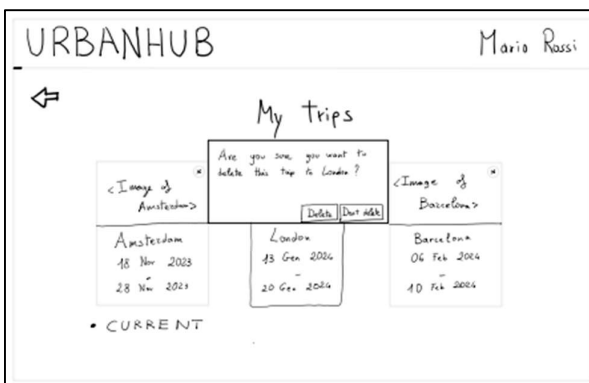 URBANHUB
Mario Rossi
My trips
Are you sure you want to
delete this trip to London?
Delete
Dont delete
x
<Image of
Amsterdam>
Amsterdam
18 Nov 2023
-
28 Nov 2023
London
13 Gen 2024
-
20 Gen 2024
x
<Image of
Barcelona>
Barcelona
06 Feb 2024
-
10 Feb 2024
• CURRENT